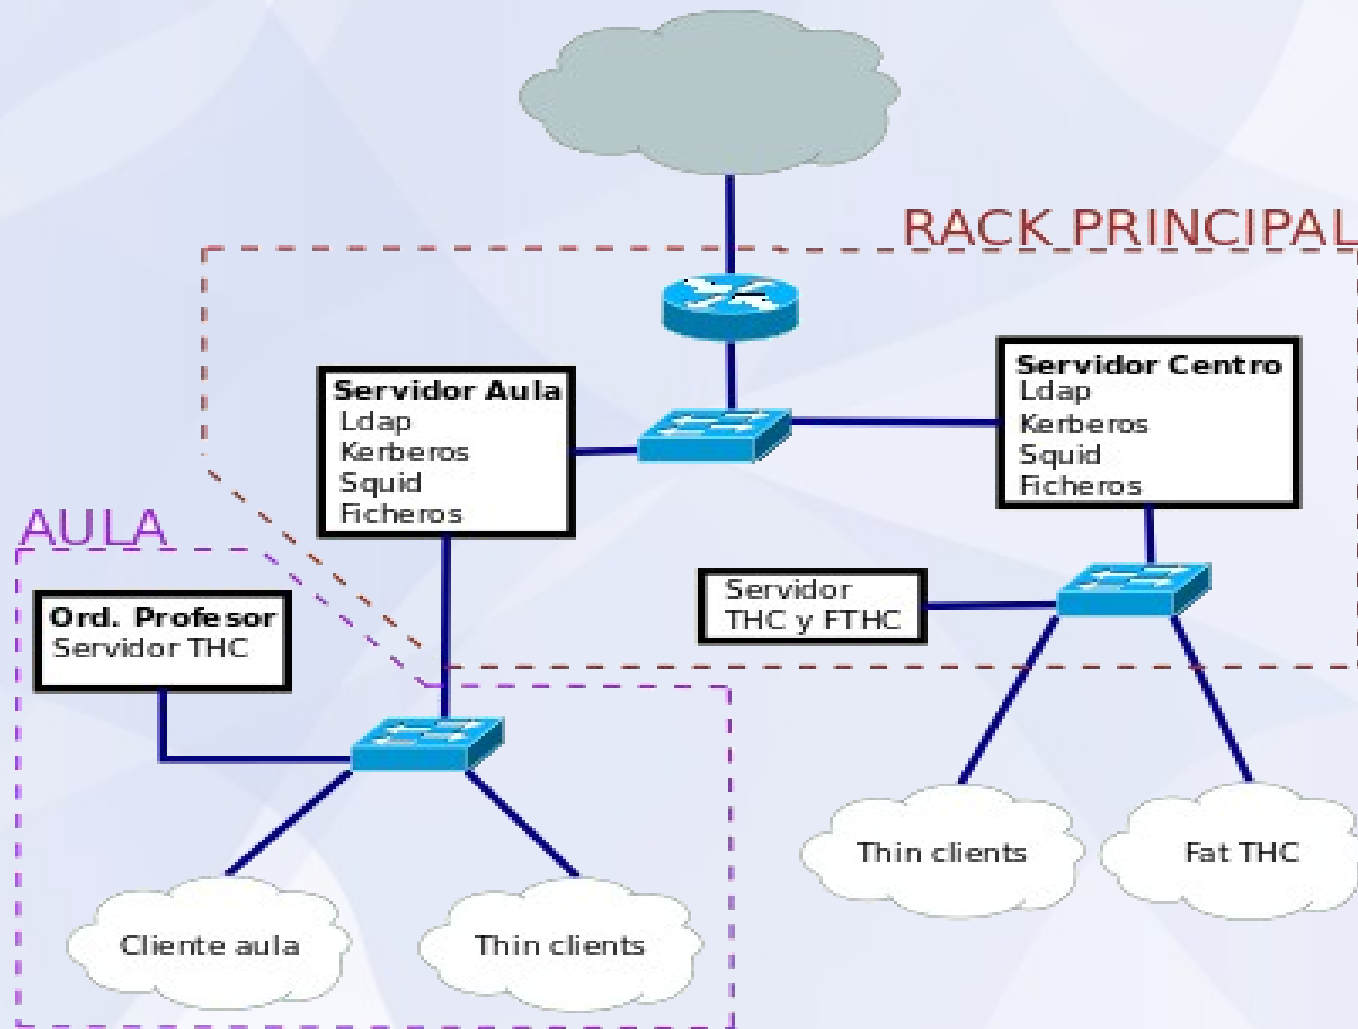 RACK PRINCIPAL
Servidor Aula
Ldap
Kerberos
Squid
Ficheros
Servidor Centro
Ldap
Kerberos
Squid
Ficheros
AULA
Ord. Profesor
Servidor THC
Servidor
THC y FTHC
Thin clients
Fat THC
Cliente aula
Thin clients